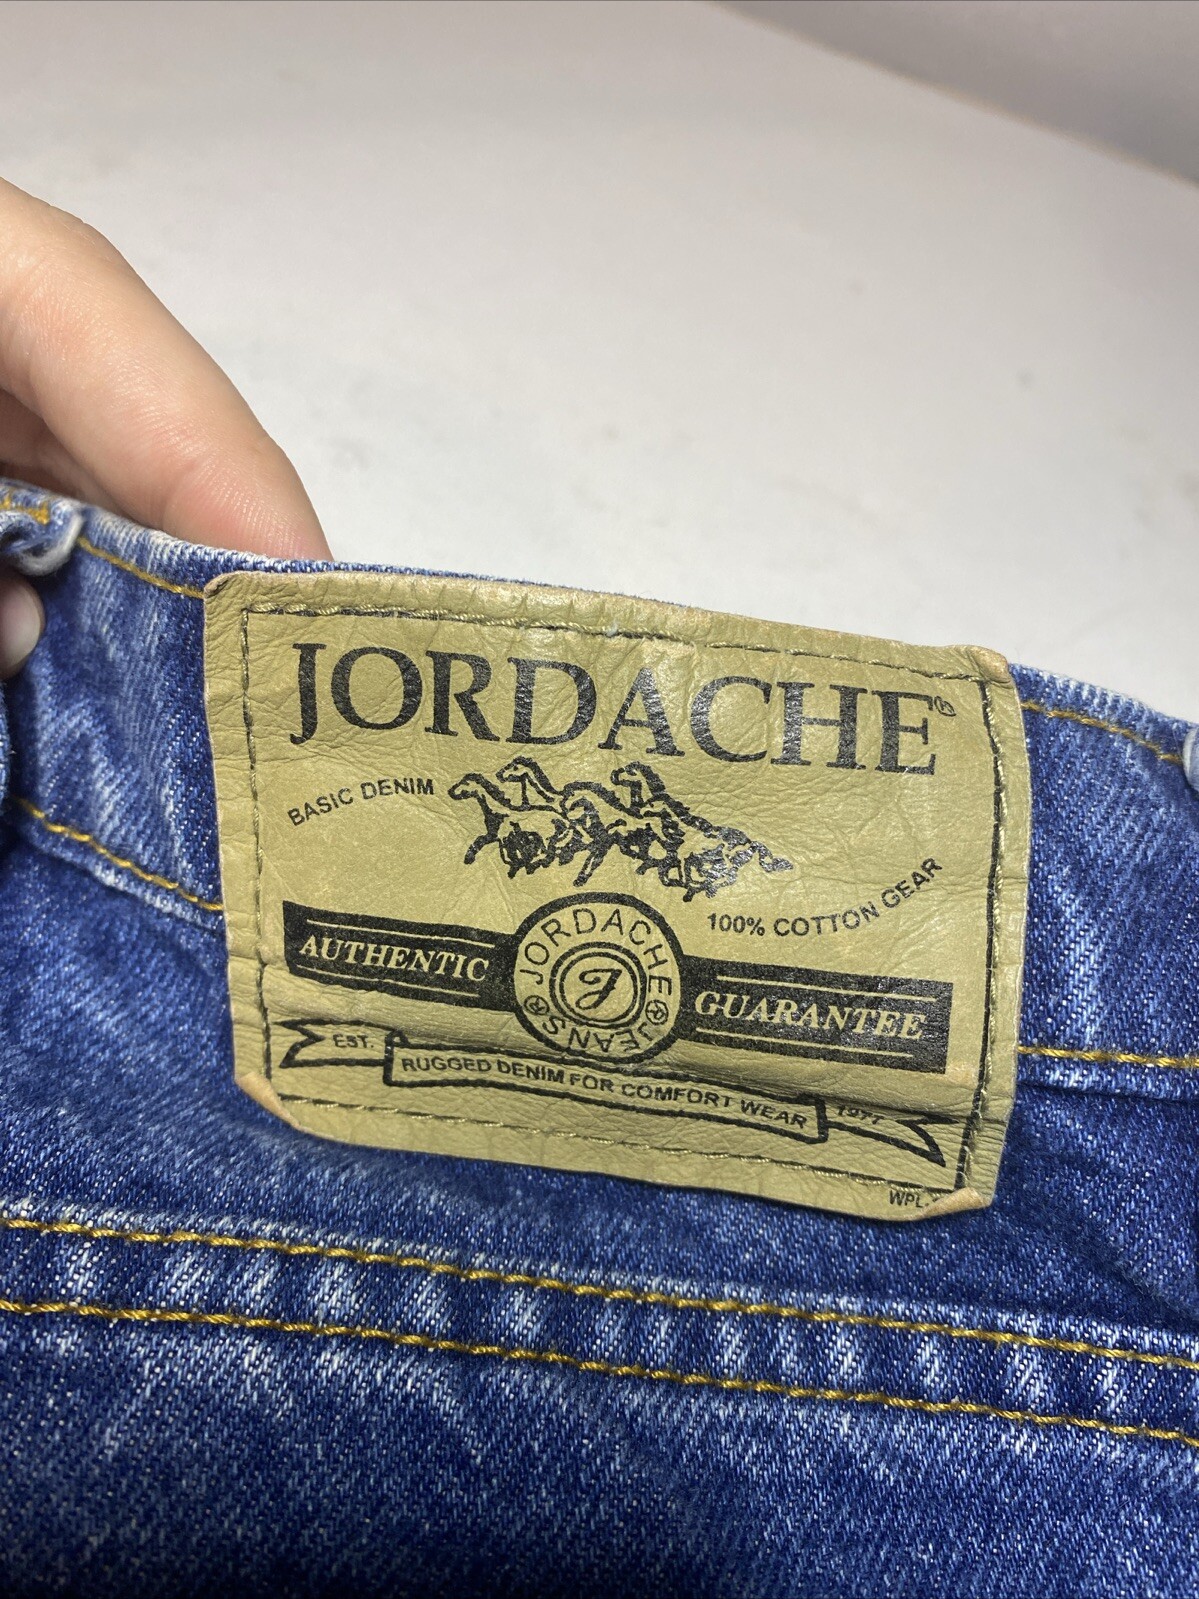 JORDACHE®
BASIC DENIM
100% COTTON GEAR
AUTHENTIC
JORDACHE
J
JEANS
GUARANTEE
EST.
RUGGED DENIM FOR COMFORT WEAR
1977
WPL.